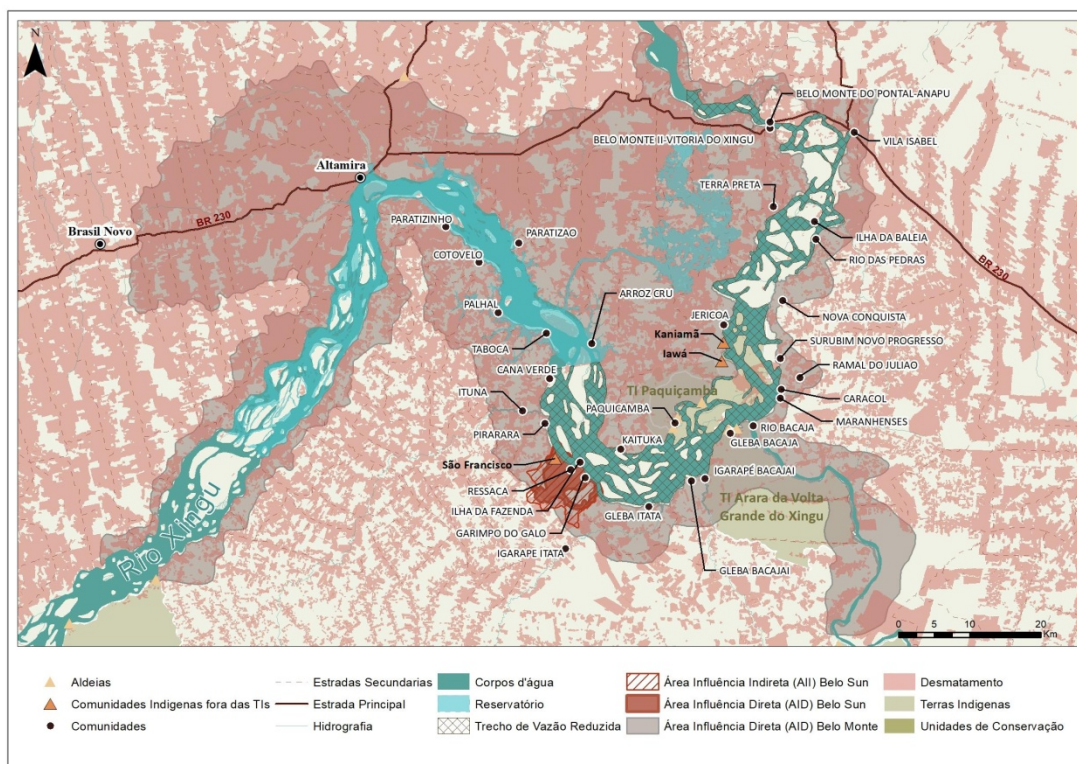 N
BELO MONTE DO PONTAL-ANAPU
BELO MONTE II-VITORIA DO XINGU
VILA ISABEL
Altamira
TERRA PRETA
BR 230
PARATIZINHO
PARATIZAO
ILHA DA BALEIA
Brasil Novo
RIO DAS PEDRAS
COTOVELO
BR 230
ARROZ CRU
NOVA CONQUISTA
PALHAL
JERICOA
Kaniamã
SURUBIM NOVO PROGRESSO
TABOCA
Iawá
RAMAL DO JULIAO
CANA VERDE
TI Paquiçamba
CARACOL
ITUNA
PAQUICAMBA
MARANHENSES
RIO BACAJA
PIRARARA
KAITUKA
GLEBA BACAJA
São Francisco
IGARAPÉ BACAJAI
RESSACA
TI Arara da Volta
Grande do Xingu
ILHA DA FAZENDA
GLEBA ITATA
GARIMPO DO GALO
IGARAPE ITATA
GLEBA BACAJAI
Rio Xingu
0 5 10 20
Km
Aldeias
Comunidades Indigenas fora das TIs
Comunidades
Estradas Secundarias
Estrada Principal
Hidrografia
Corpos d'água
Reservatório
Trecho de Vazão Reduzida
Área Influência Indireta (AII) Belo Sun
Área Influência Direta (AID) Belo Sun
Área Influência Direta (AID) Belo Monte
Desmatamento
Terras Indigenas
Unidades de Conservação